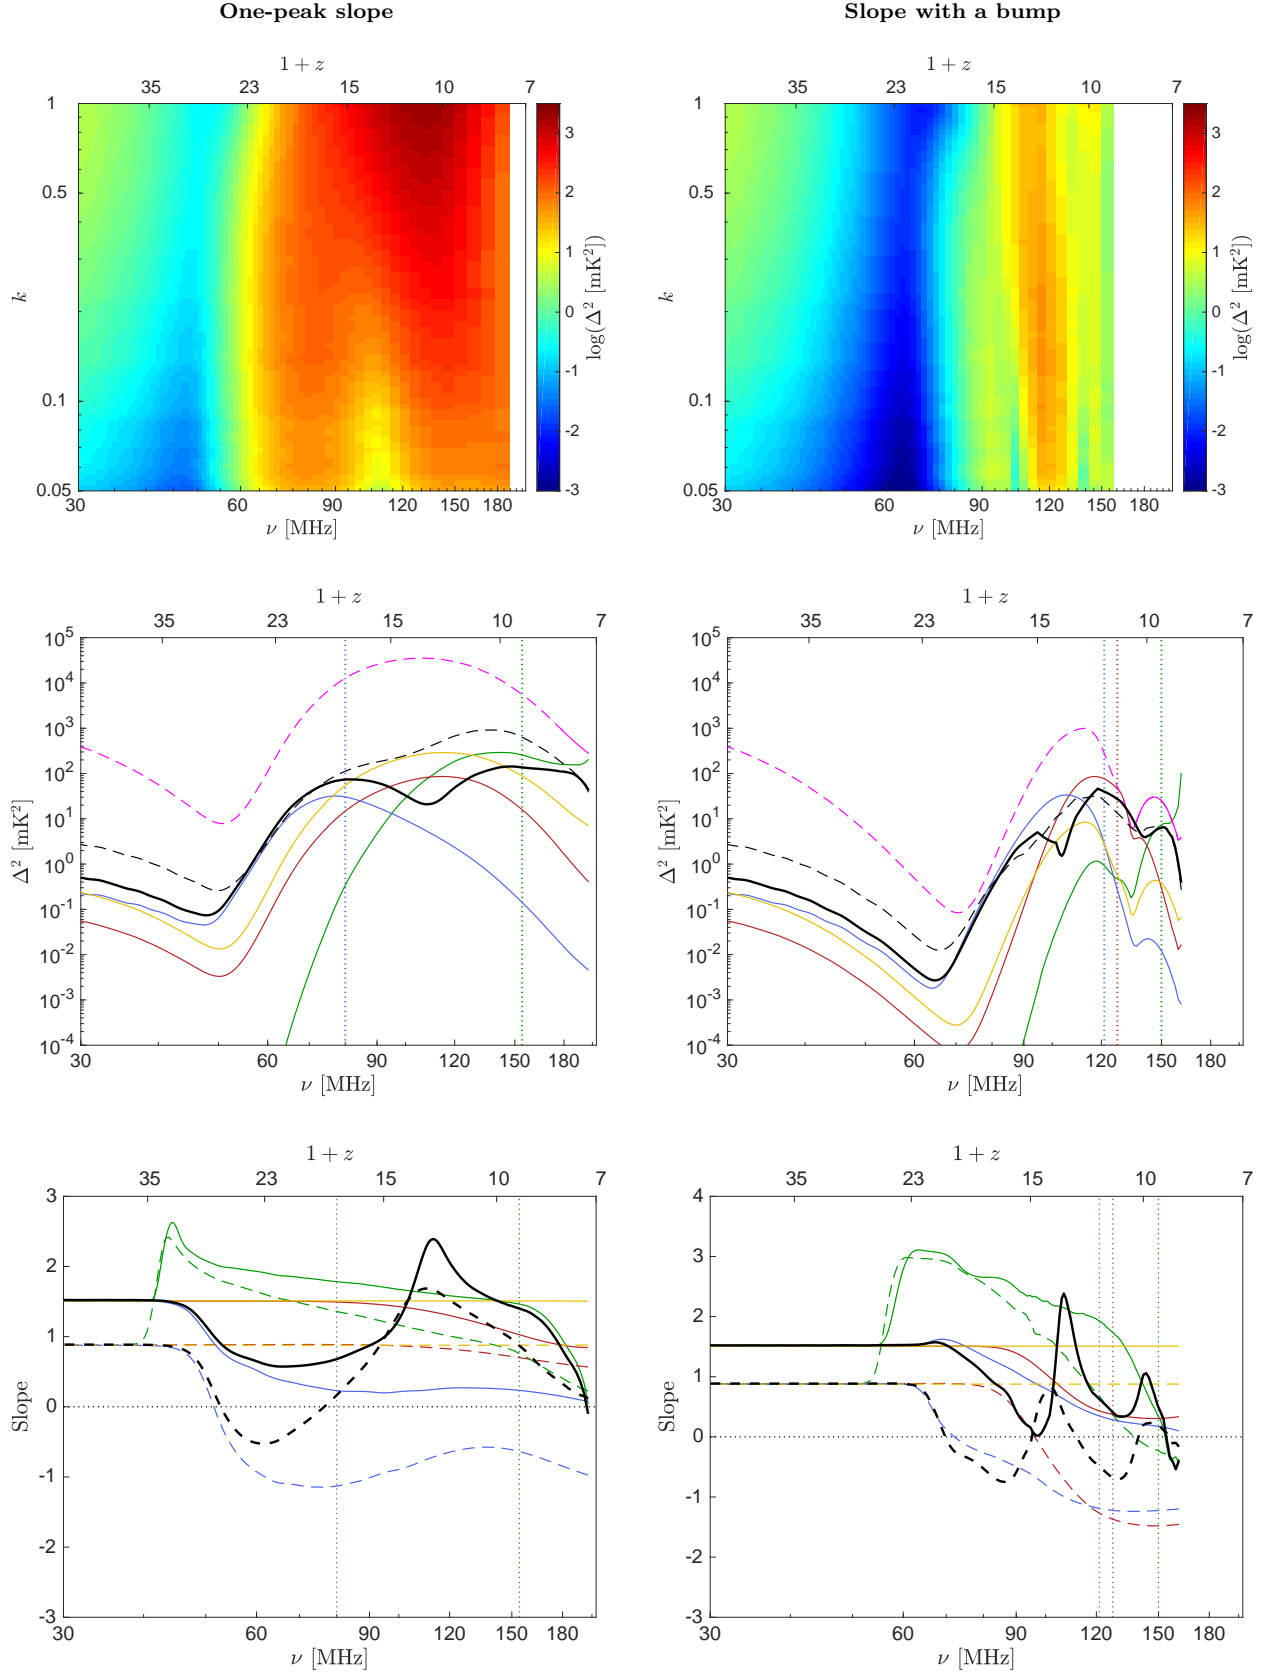 One-peak slope
Slope with a bump
1 + z
35 23 15 10 7
1 0.5 0.1 0.05
k
30 60 90 120 150 180
ν [MHz]
3 2 1 0 -1 -2 -3
log(Δ² [mK²])
1 + z
35 23 15 10 7
1 0.5 0.1 0.05
k
30 60 90 120 150 180
ν [MHz]
3 2 1 0 -1 -2 -3
log(Δ² [mK²])
1 + z
35 23 15 10 7
10⁵ 10⁴ 10³ 10² 10¹ 10⁰ 10⁻¹ 10⁻² 10⁻³ 10⁻⁴
Δ² [mK²]
30 60 90 120 150 180
ν [MHz]
1 + z
35 23 15 10 7
10⁵ 10⁴ 10³ 10² 10¹ 10⁰ 10⁻¹ 10⁻² 10⁻³ 10⁻⁴
Δ² [mK²]
30 60 90 120 150 180
ν [MHz]
1 + z
35 23 15 10 7
3 2 1 0 -1 -3
Slope
30 60 90 120 150 180
ν [MHz]
1 + z
35 23 15 10 7
4 3 2 1 0 -1 -2 -3
Slope
30 60 90 120 150 180
ν [MHz]